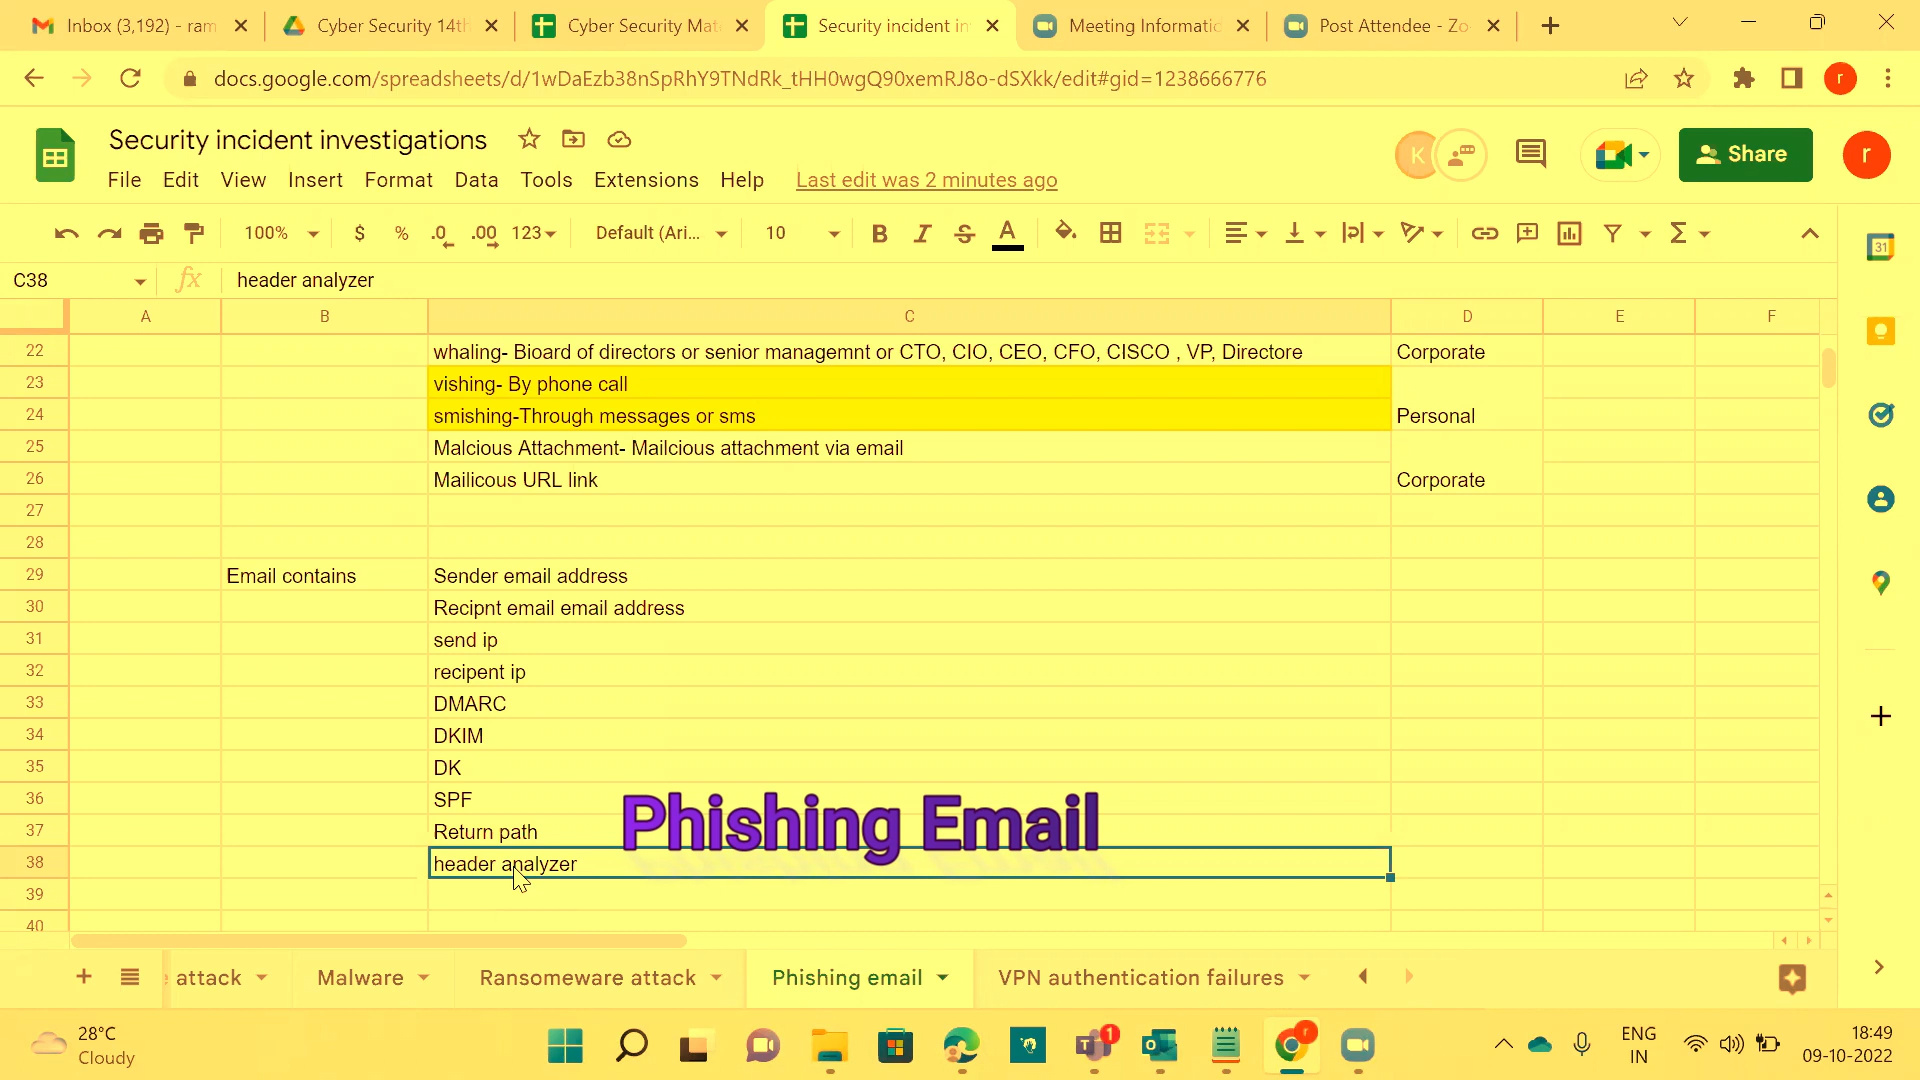 Inbox (3,192) - ram
Cyber Security 14th
Cyber Security Mat
Security incident in
Meeting Informatio
Post Attendee - Zo
docs.google.com/spreadsheets/d/1wDaEzb38nSpRhY9TNdRk_tHH0wgQ90xemRJ8o-dSXkk/edit#gid=1238666776
r
Security incident investigations
K
Share
r
File Edit View Insert Format Data Tools Extensions Help Last edit was 2 minutes ago
100% $ % .0 .00 123 Default (Ari... 10 B I S A
31
C38 fx header analyzer
A B C D E F
22 whaling- Bioard of directors or senior managemnt or CTO, CIO, CEO, CFO, CISCO , VP, Directore Corporate
23 vishing- By phone call
24 smishing-Through messages or sms Personal
25 Malcious Attachment- Mailcious attachment via email
26 Mailicous URL link Corporate
27
28
29 Email contains Sender email address
30 Recipnt email email address
31 send ip
32 recipent ip
33 DMARC
34 DKIM
35 DK
36 SPF
Phishing Email
37 Return path
38 header analyzer
39
40
attack Malware Ransomeware attack Phishing email VPN authentication failures
28°C
Cloudy
1
r
ENG
IN
18:49
09-10-2022